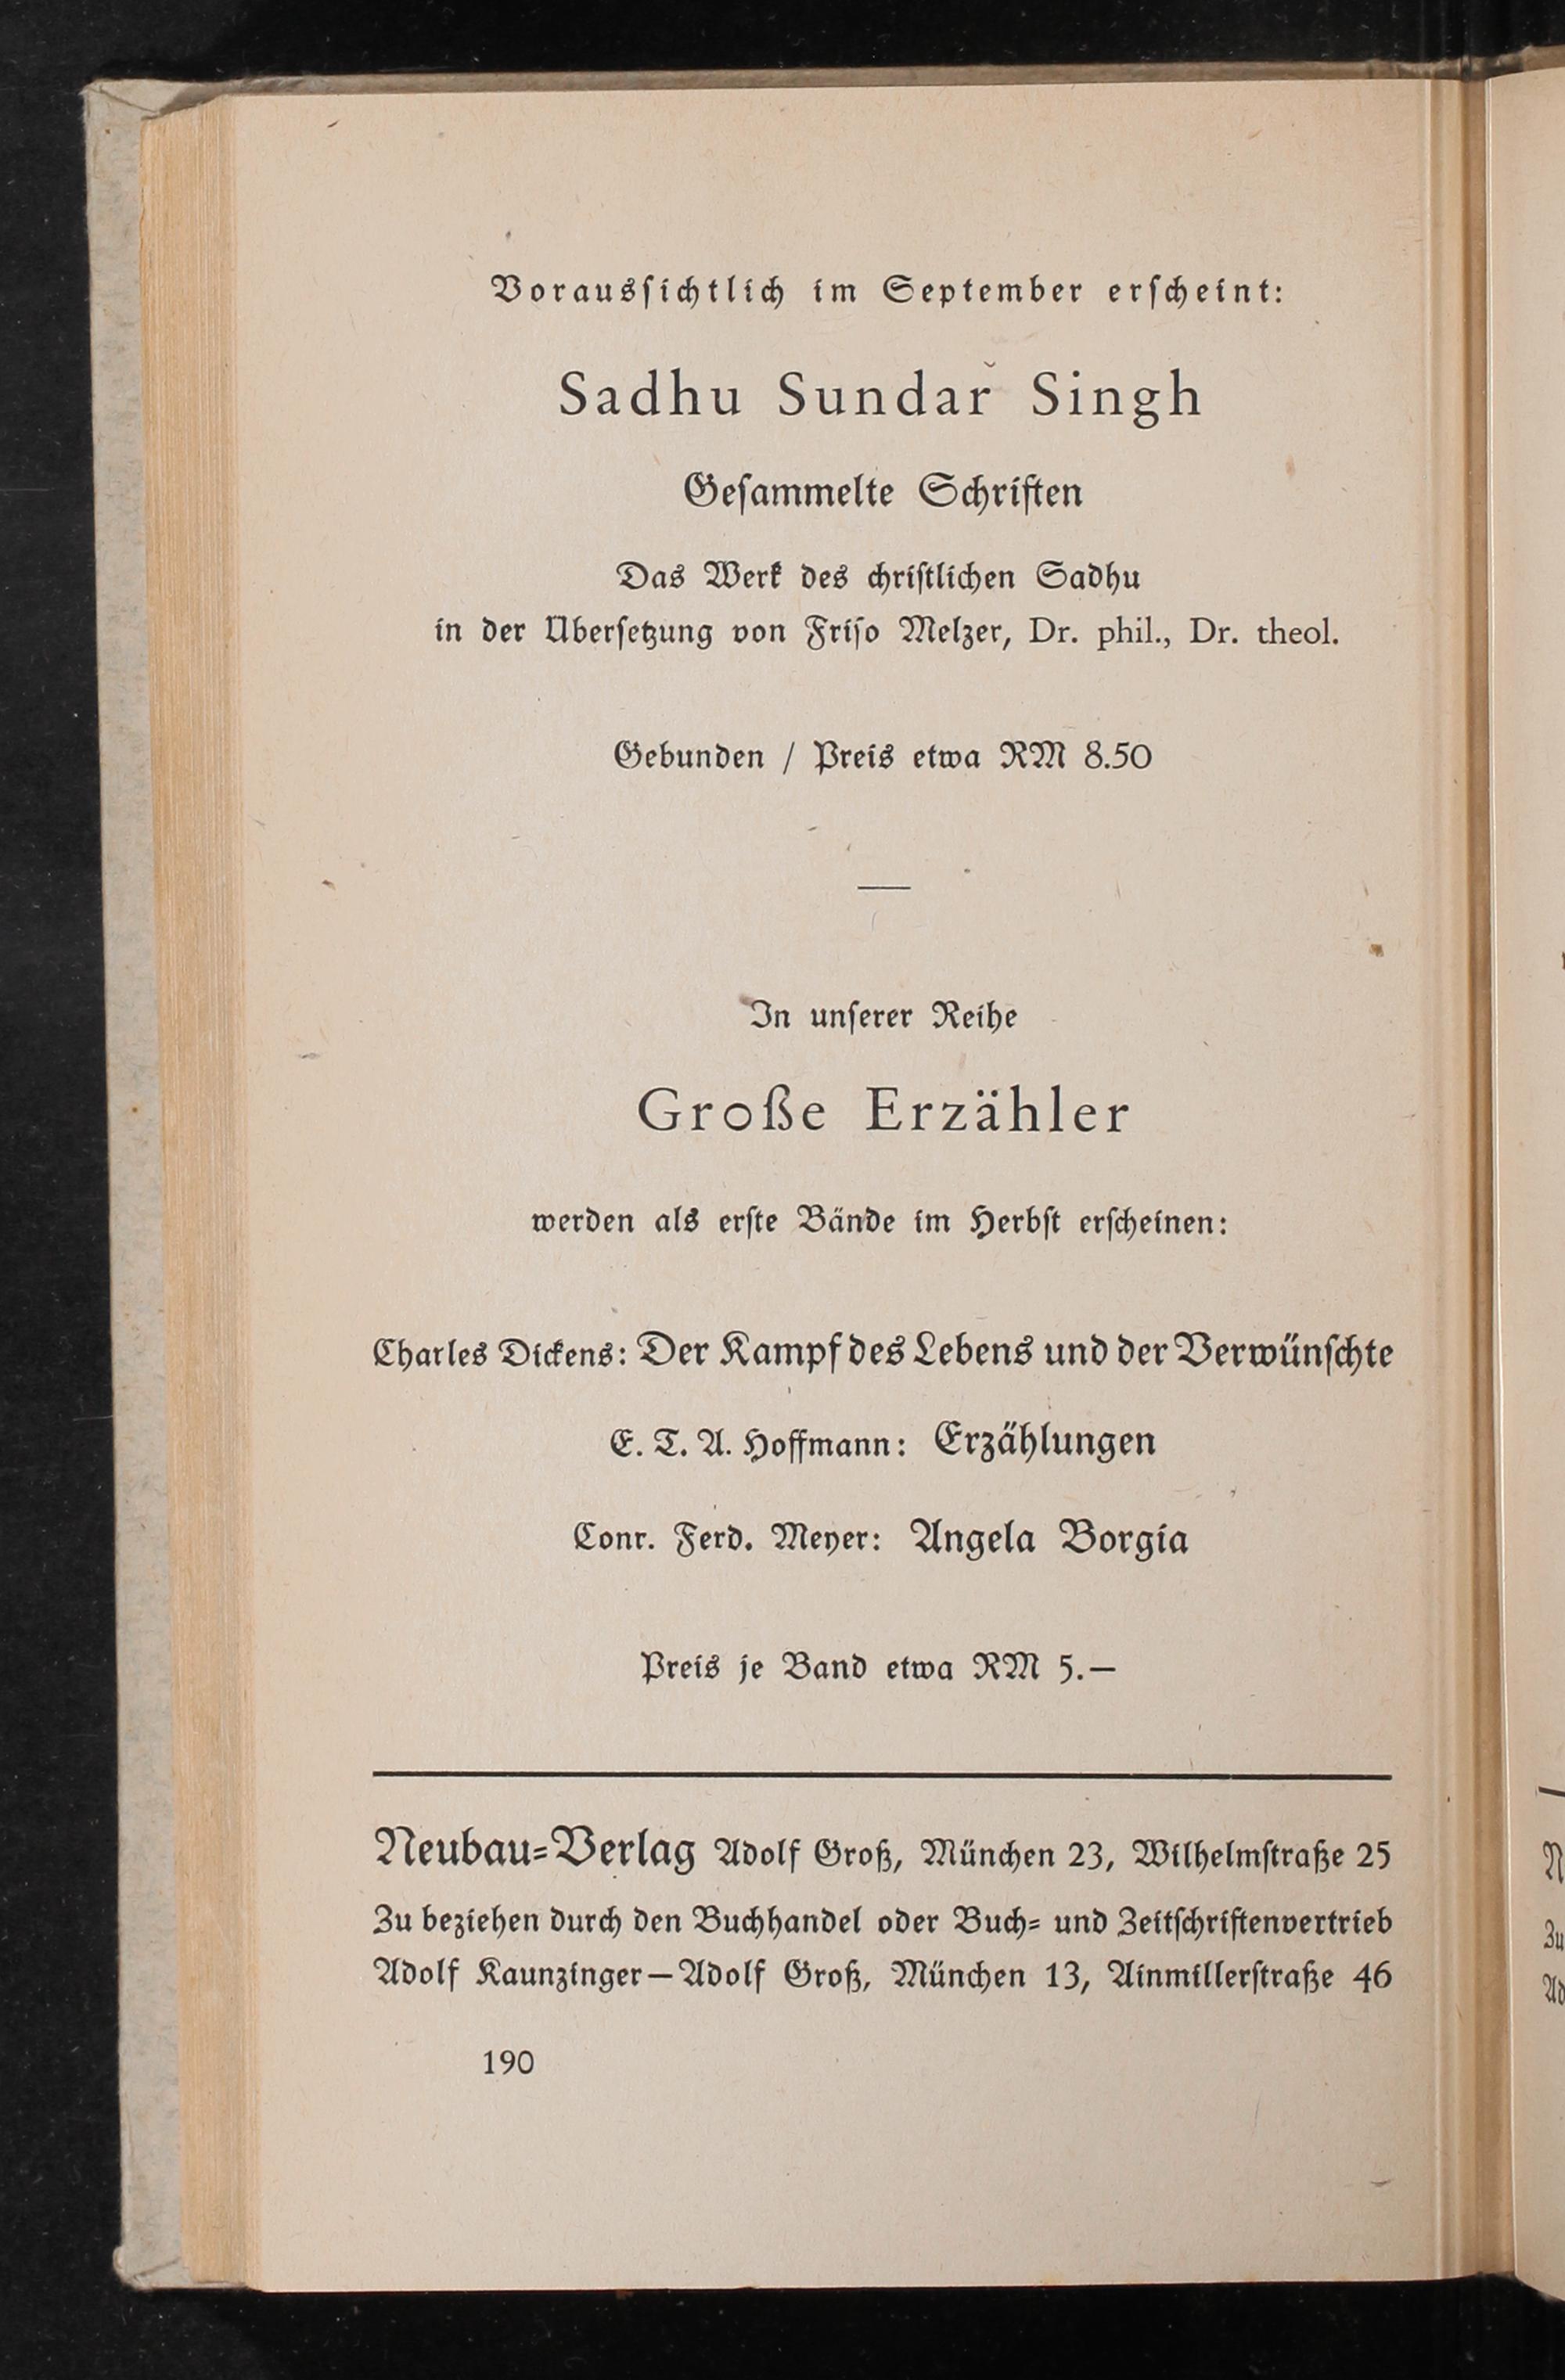 Voraussichtlich im September erscheint:
Sadhu Sundar Singh
Gesammelte Schriften
Das Werk des christlichen Sadhu
in der Übersetzung von Friso Melzer, Dr. phil., Dr. theol.
Gebunden / Preis etwa RM 8.50
In unserer Reihe
Große Erzähler
werden als erste Bände im Herbst erscheinen:
Charles Dickens: Der Kampf des Lebens und der Verwünschte
E. T. A. Hoffmann: Erzählungen
Conr. Ferd. Meyer: Angela Borgia
Preis je Band etwa RM 5.—
Neubau-Verlag Adolf Groß, München 23, Wilhelmstraße 25
Zu beziehen durch den Buchhandel oder Buch- und Zeitschriftenvertrieb
Adolf Kaunzinger—Adolf Groß, München 13, Ainmillerstraße 46
190